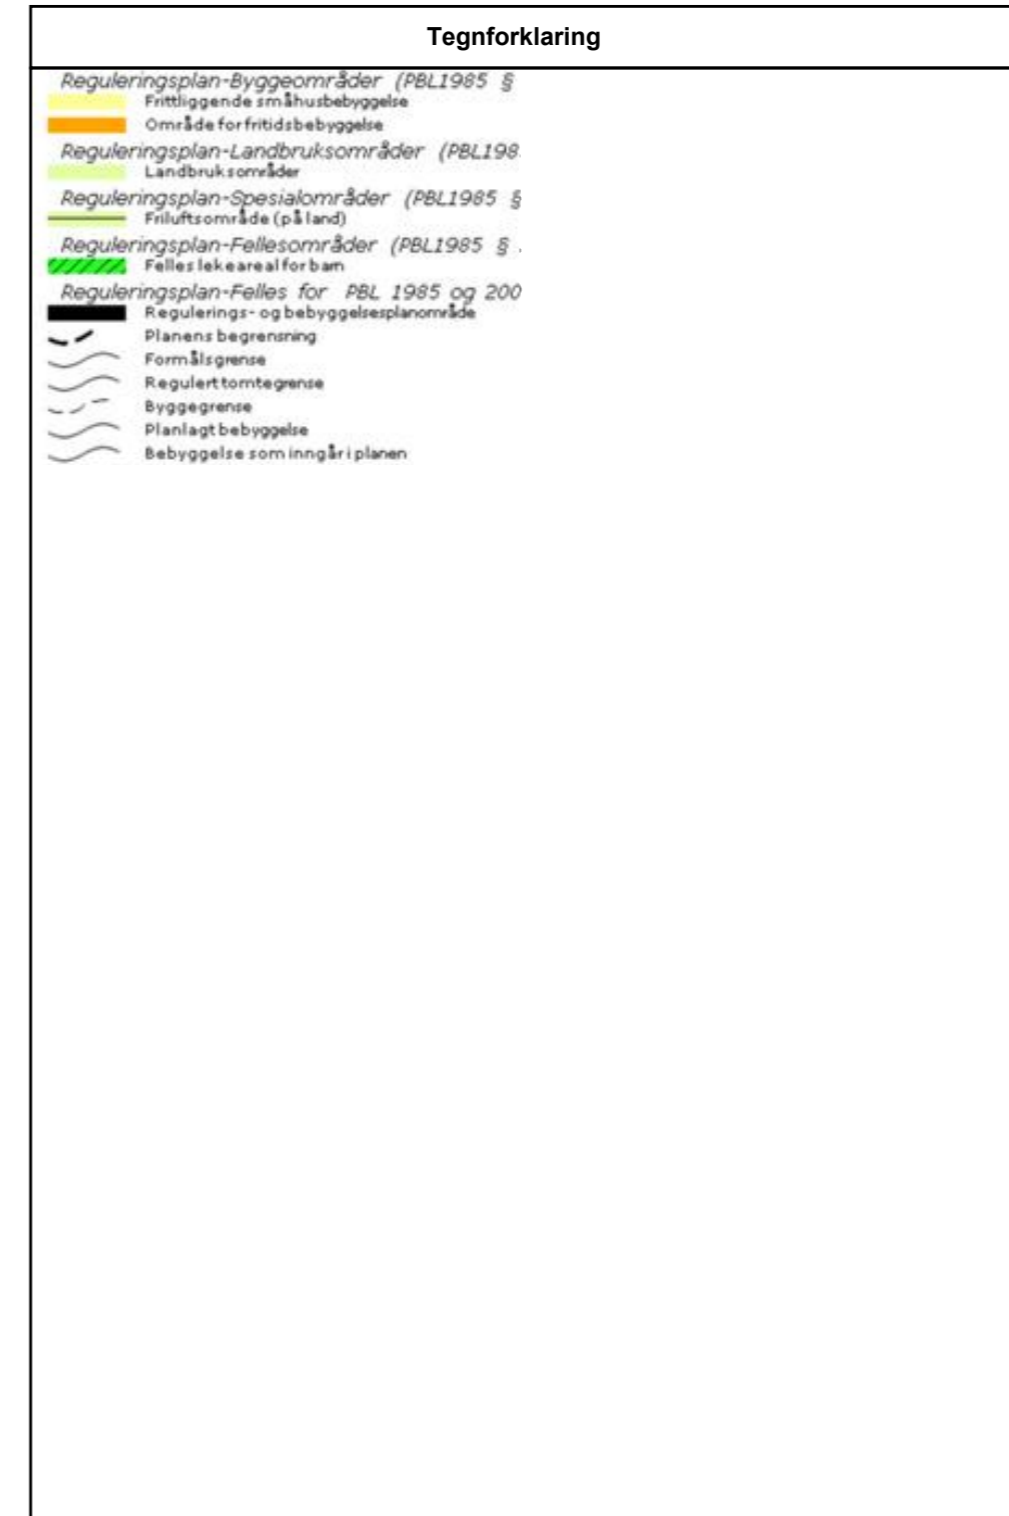 Tegnforklaring
Reguleringsplan-Byggeområder (PBL1985 §
Frittliggende småhusbebyggelse
Område for fritidsbebyggelse
Reguleringsplan-Landbruksområder (PBL198
Landbruksområder
Reguleringsplan-Spesialområder (PBL1985 §
Friluftsområde (på land)
Reguleringsplan-Fellesområder (PBL1985 § .
Felles lekeareal for barn
Reguleringsplan-Felles for PBL 1985 og 200
Regulerings- og bebyggelsesplanområde
Planens begrensning
Formålsgrense
Regulert tomtegrense
Byggegrense
Planlagt bebyggelse
Bebyggelse som inngår i planen